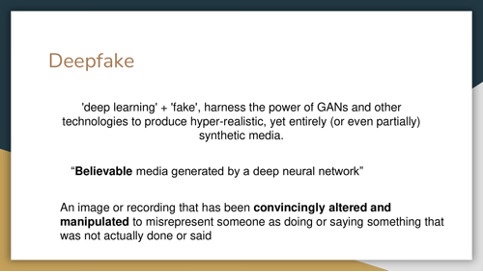 Deepfake
'deep learning' + 'fake', harness the power of GANs and other
technologies to produce hyper-realistic, yet entirely (or even partially)
synthetic media.
“Believable media generated by a deep neural network”
An image or recording that has been convincingly altered and
manipulated to misrepresent someone as doing or saying something that
was not actually done or said